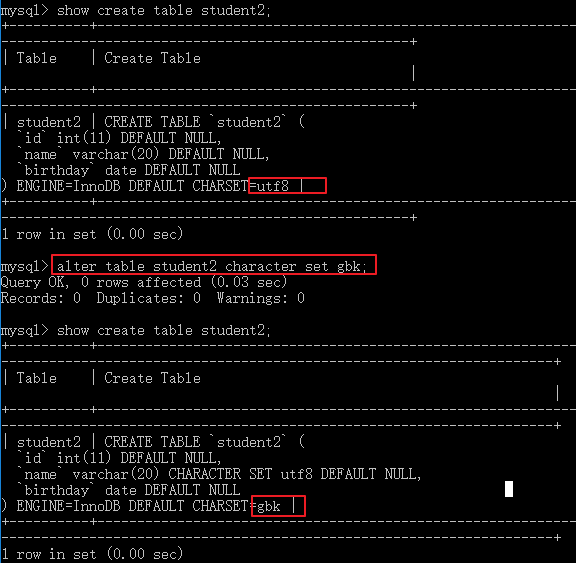 mysql> show create table student2;
+----------+---------------------------------------
---------------------------------------------------+
| Table    | Create Table
                                                   |
+----------+---------------------------------------
---------------------------------------------------+
| student2 | CREATE TABLE `student2` (
  `id` int(11) DEFAULT NULL,
  `name` varchar(20) DEFAULT NULL,
  `birthday` date DEFAULT NULL
) ENGINE=InnoDB DEFAULT CHARSET=utf8 |
+----------+---------------------------------------
---------------------------------------------------+
1 row in set (0.00 sec)
mysql> alter table student2 character set gbk;
Query OK, 0 rows affected (0.03 sec)
Records: 0  Duplicates: 0  Warnings: 0
mysql> show create table student2;
+----------+---------------------------------------
---------------------------------------------------------------------+
| Table    | Create Table
                                                                     |
+----------+---------------------------------------
---------------------------------------------------------------------+
| student2 | CREATE TABLE `student2` (
  `id` int(11) DEFAULT NULL,
  `name` varchar(20) CHARACTER SET utf8 DEFAULT NULL,
  `birthday` date DEFAULT NULL
) ENGINE=InnoDB DEFAULT CHARSET=gbk |
+----------+---------------------------------------
---------------------------------------------------------------------+
1 row in set (0.00 sec)